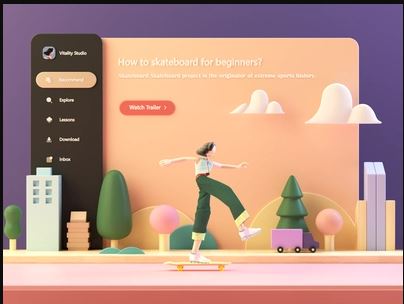 Vitality Studio
Recommend
Explore
Lessons
Download
Inbox
How to skateboard for beginners?
Skateboard Skateboard project is the originator of extreme sports Riders.
Watch Trailer >